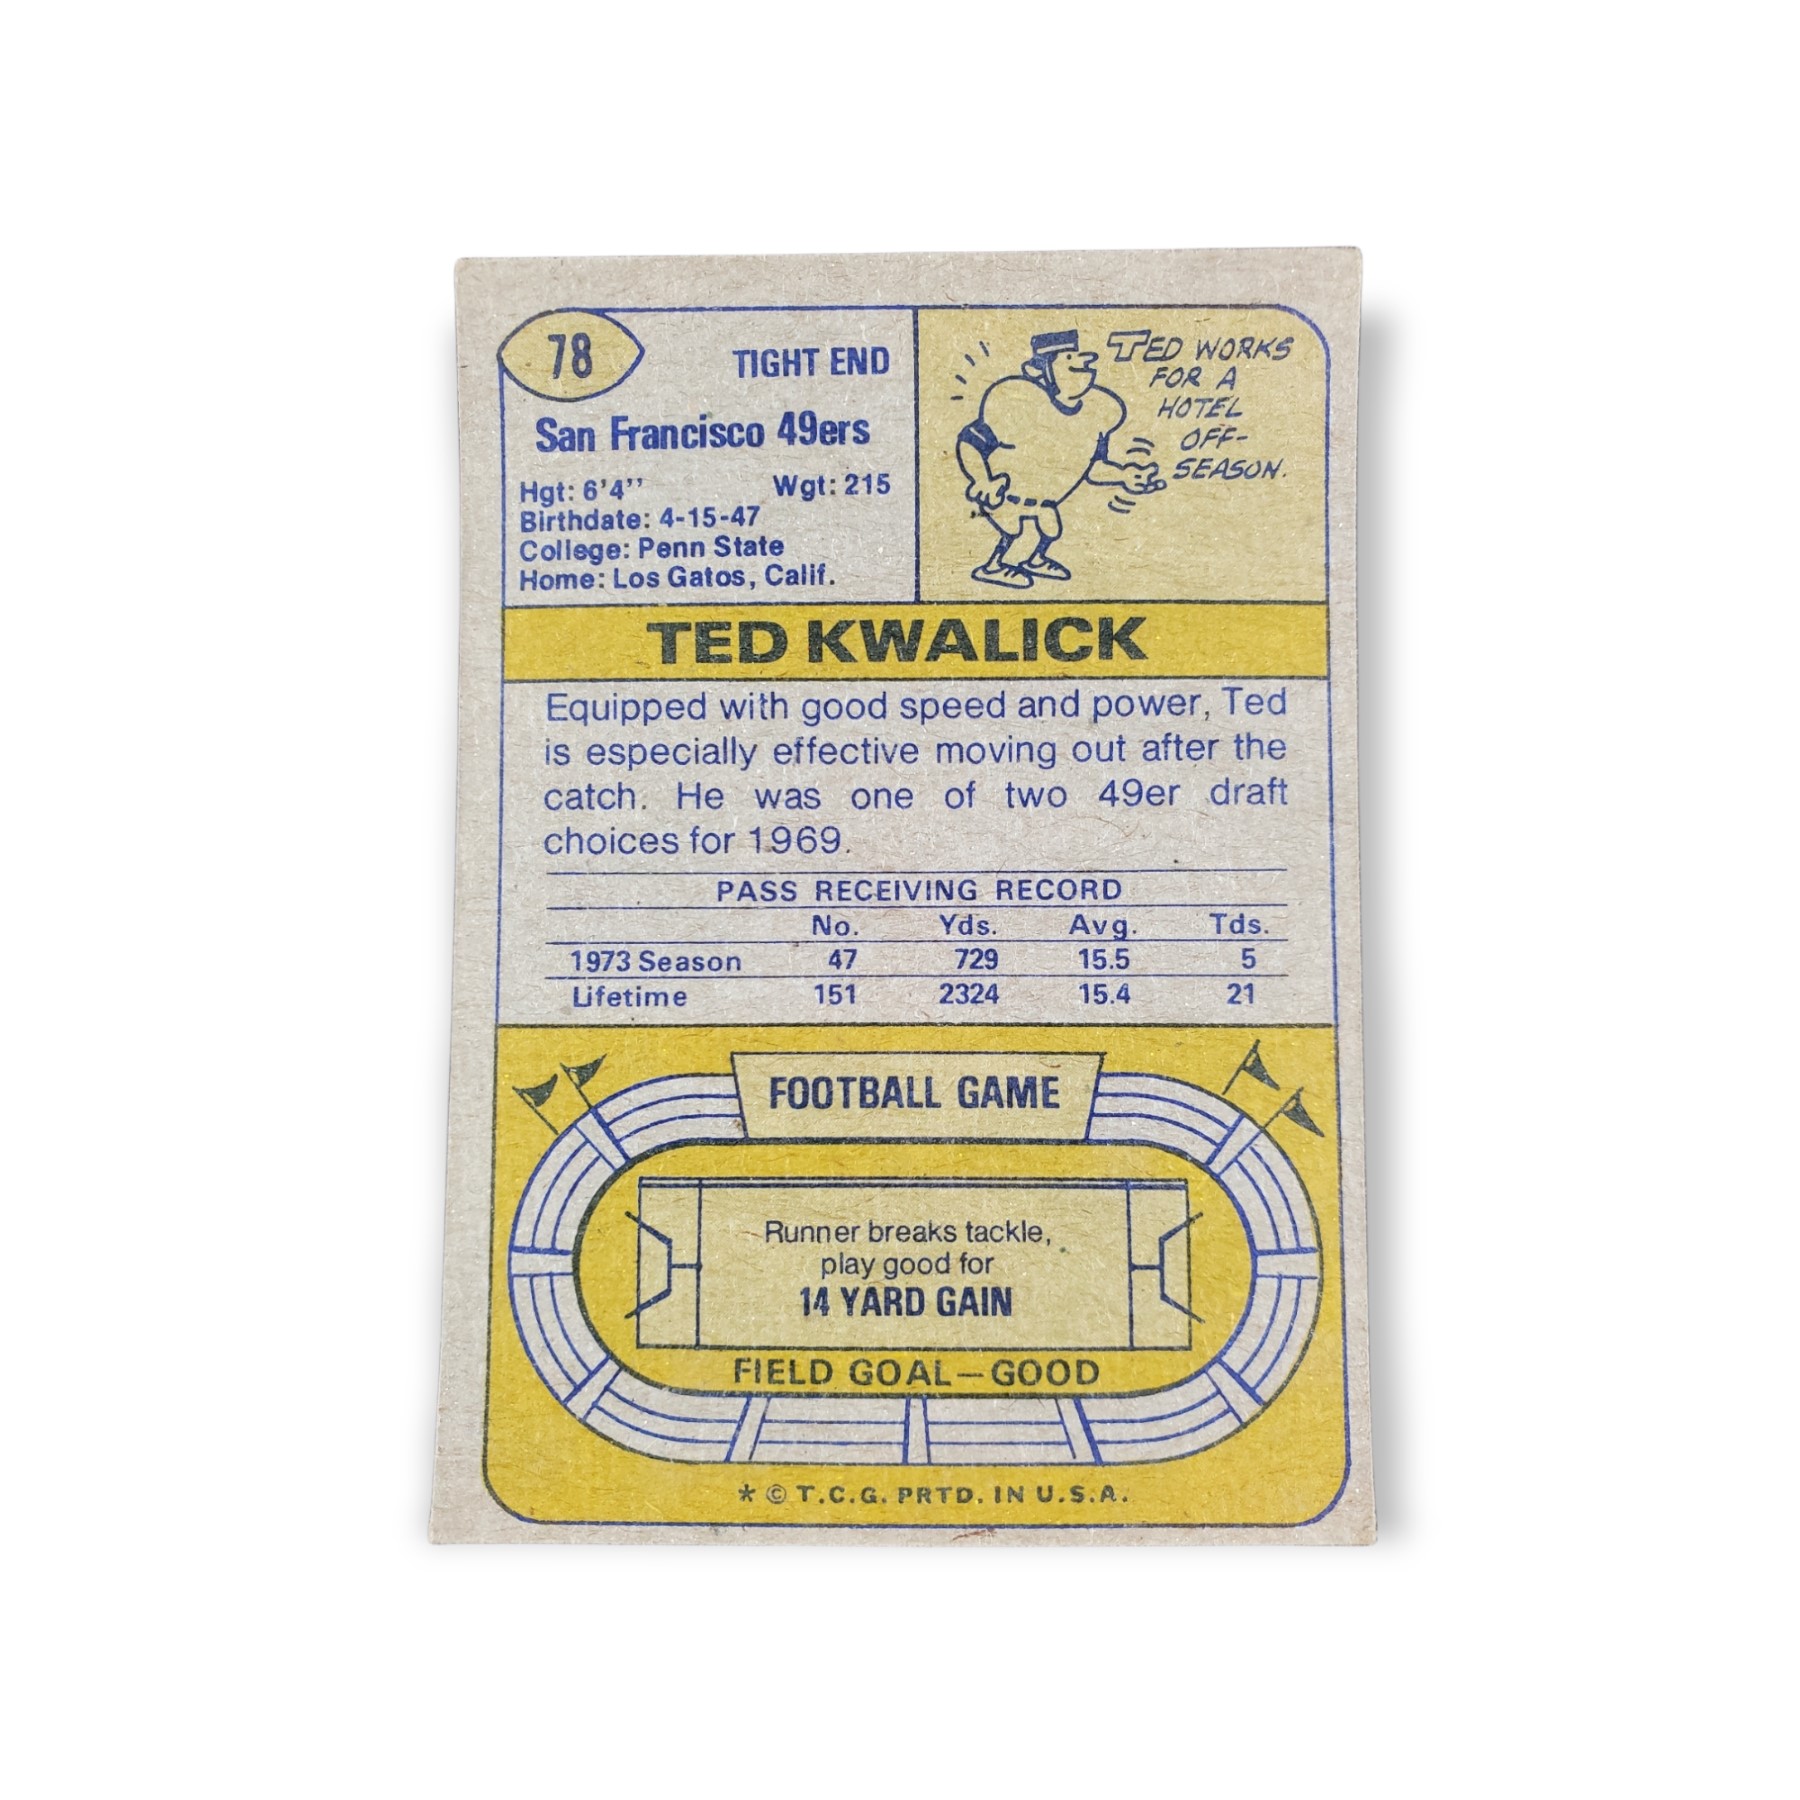 78
TIGHT END
San Francisco 49ers
Hgt: 6'4'' Wgt: 215
Birthdate: 4-15-47
College: Penn State
Home: Los Gatos, Calif.
TED WORKS
FOR A
HOTEL
OFF-
SEASON.
TED KWALICK
Equipped with good speed and power, Ted
is especially effective moving out after the
catch. He was one of two 49er draft
choices for 1969.
PASS RECEIVING RECORD
No. Yds. Avg. Tds.
1973 Season 47 729 15.5 5
Lifetime 151 2324 15.4 21
FOOTBALL GAME
Runner breaks tackle,
play good for
14 YARD GAIN
FIELD GOAL—GOOD
* © T.C.G. PRTD. IN U.S.A.